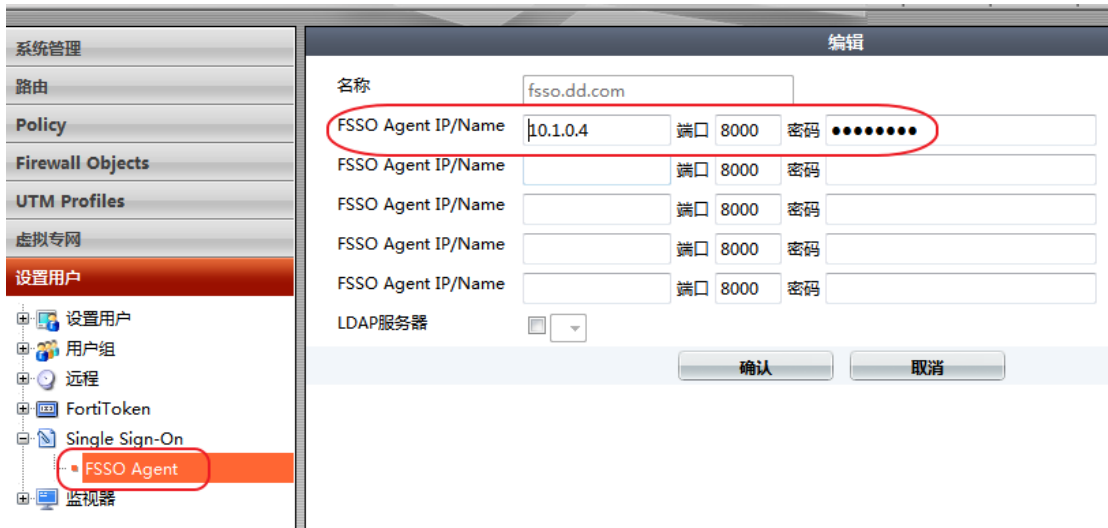 系统管理
路由
Policy
Firewall Objects
UTM Profiles
虚拟专网
设置用户
设置用户
用户组
远程
FortiToken
Single Sign-On
FSSO Agent
监视器
编辑
名称 fsso.dd.com
FSSO Agent IP/Name 10.1.0.4 端口 8000 密码 ●●●●●●●●
FSSO Agent IP/Name 端口 8000 密码
FSSO Agent IP/Name 端口 8000 密码
FSSO Agent IP/Name 端口 8000 密码
FSSO Agent IP/Name 端口 8000 密码
LDAP服务器
确认 取消